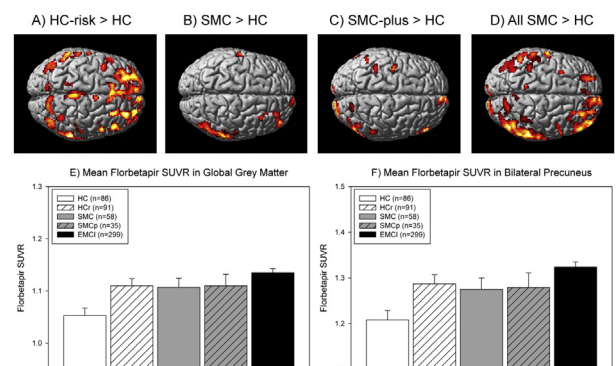 A) HC-risk > HC
B) SMC > HC
C) SMC-plus > HC
D) All SMC > HC
E) Mean Florbetapir SUVR in Global Grey Matter
1.3
1.2
1.1
1.0
Florbetapir SUVR
HC (n=86)
HCr (n=91)
SMC (n=58)
SMCp (n=35)
EMCI (n=299)
F) Mean Florbetapir SUVR in Bilateral Precuneus
1.5
1.4
1.3
1.2
Florbetapir SUVR
HC (n=86)
HCr (n=91)
SMC (n=58)
SMCp (n=35)
EMCI (n=299)